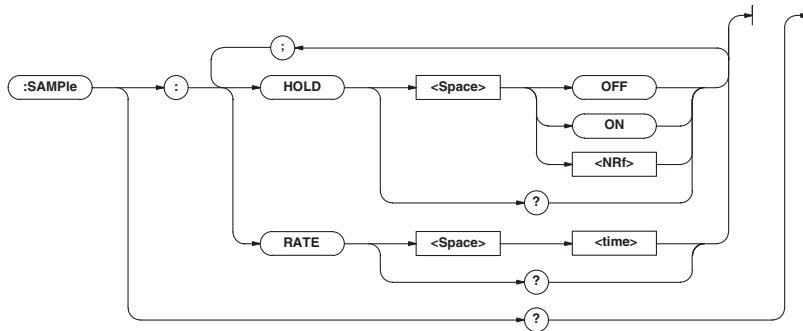 ;
:SAMPle : HOLD <Space> OFF
ON
<NRf>
?
RATE <Space> <time>
?
?